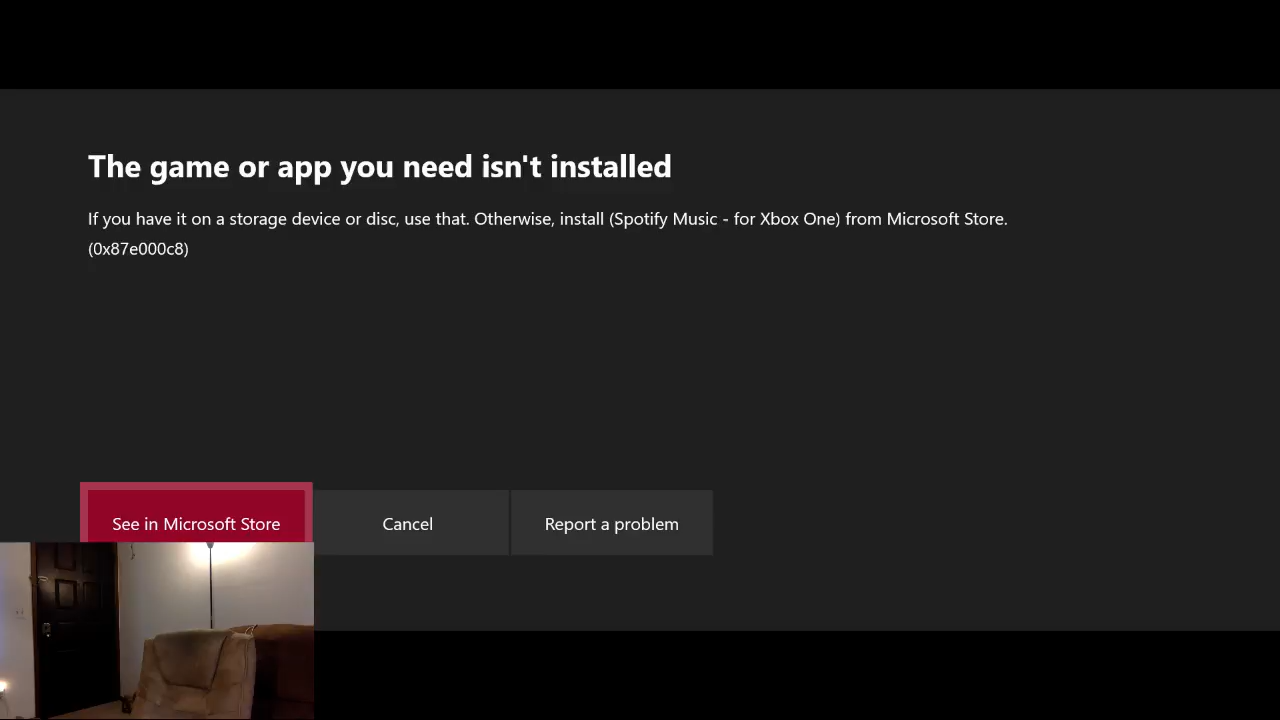 The game or app you need isn't installed
If you have it on a storage device or disc, use that. Otherwise, install (Spotify Music - for Xbox One) from Microsoft Store.
(0x87e000c8)
See in Microsoft Store
Cancel
Report a problem